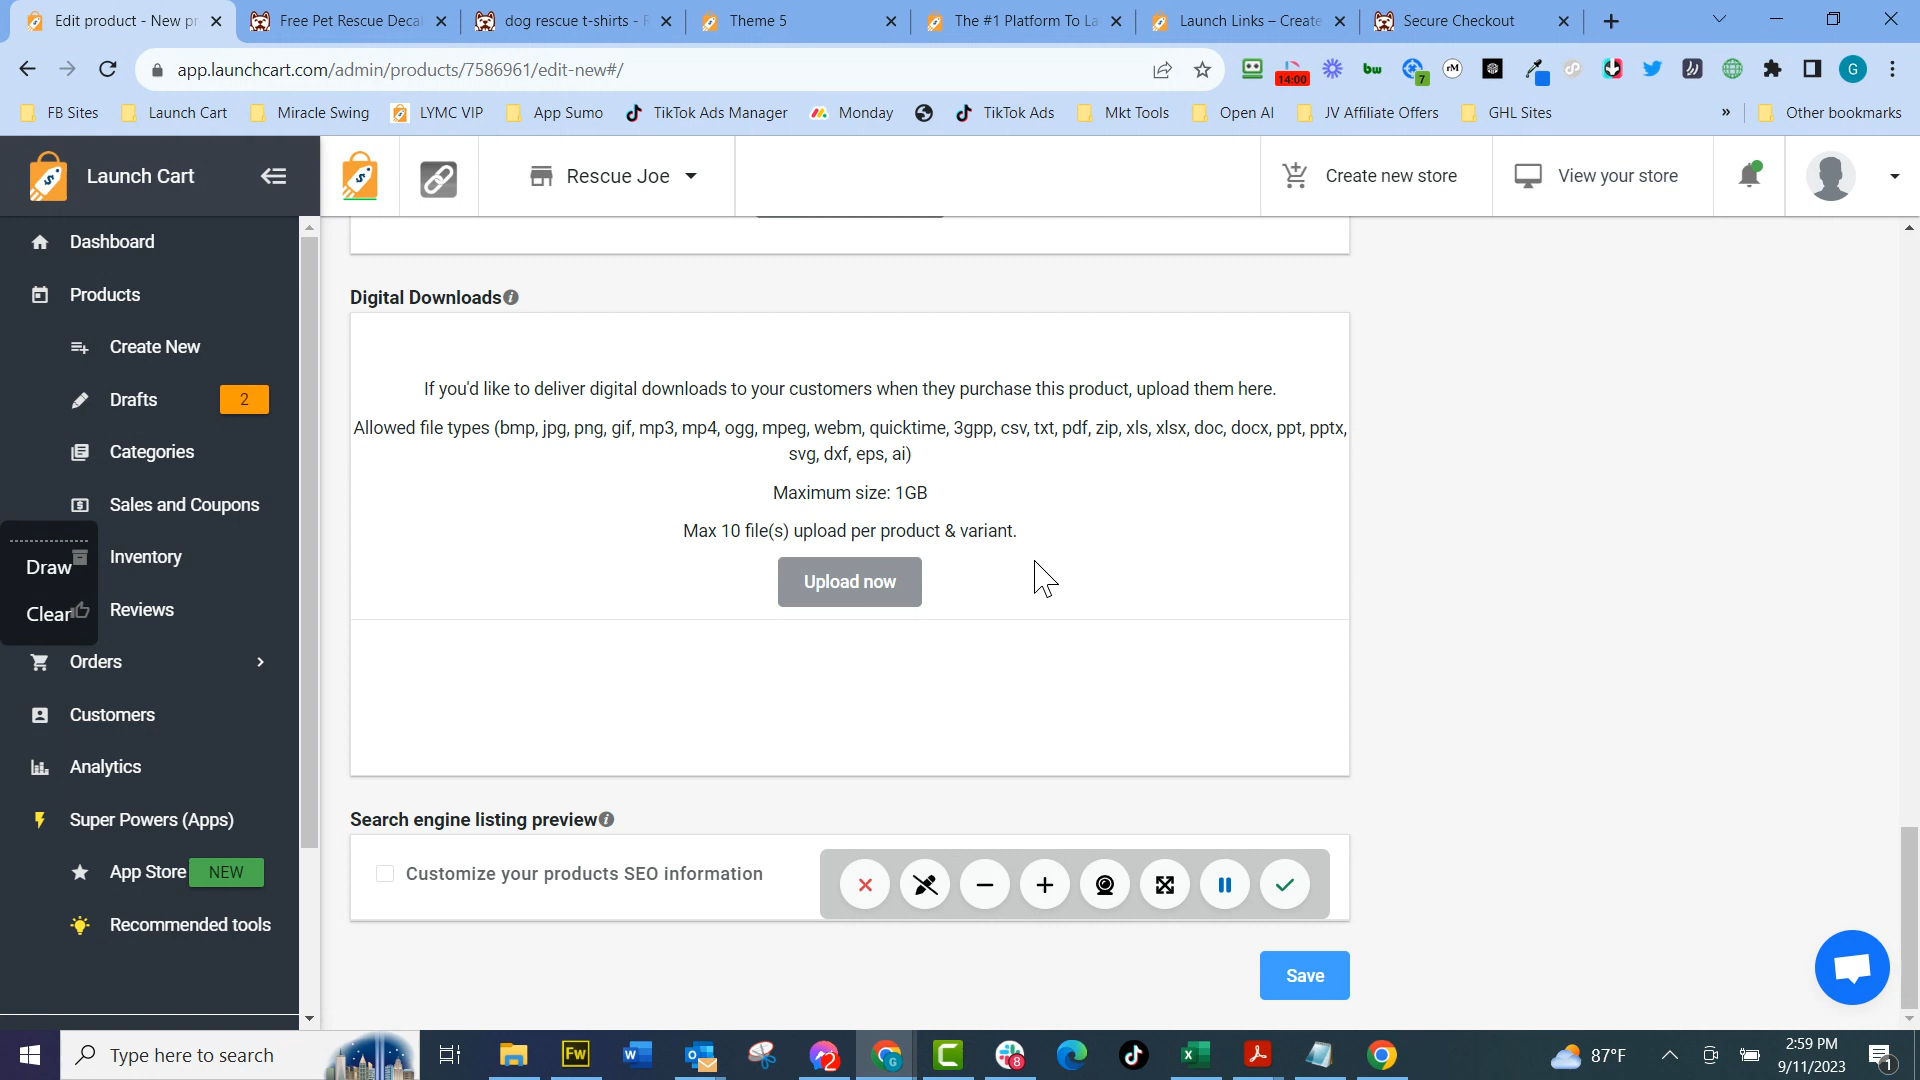 Edit product - New pr
Free Pet Rescue Decal
dog rescue t-shirts - F
Theme 5
The #1 Platform To La
Launch Links – Create
Secure Checkout
app.launchcart.com/admin/products/7586961/edit-new#/
14:00
bw
7
rM
G
FB Sites
Launch Cart
Miracle Swing
LYMC VIP
App Sumo
TikTok Ads Manager
Monday
TikTok Ads
Mkt Tools
Open AI
JV Affiliate Offers
GHL Sites
»
Other bookmarks
Launch Cart
Rescue Joe
Create new store
View your store
Dashboard
Products
Create New
Drafts
2
Categories
Sales and Coupons
Inventory
Reviews
Draw
Clear
Orders
Customers
Analytics
Super Powers (Apps)
App Store
NEW
Recommended tools
Digital Downloads
If you'd like to deliver digital downloads to your customers when they purchase this product, upload them here.
Allowed file types (bmp, jpg, png, gif, mp3, mp4, ogg, mpeg, webm, quicktime, 3gpp, csv, txt, pdf, zip, xls, xlsx, doc, docx, ppt, pptx,
svg, dxf, eps, ai)
Maximum size: 1GB
Max 10 file(s) upload per product & variant.
Upload now
Search engine listing preview
Customize your products SEO information
Save
Type here to search
Fw
2
G
8
87°F
2:59 PM
9/11/2023
1